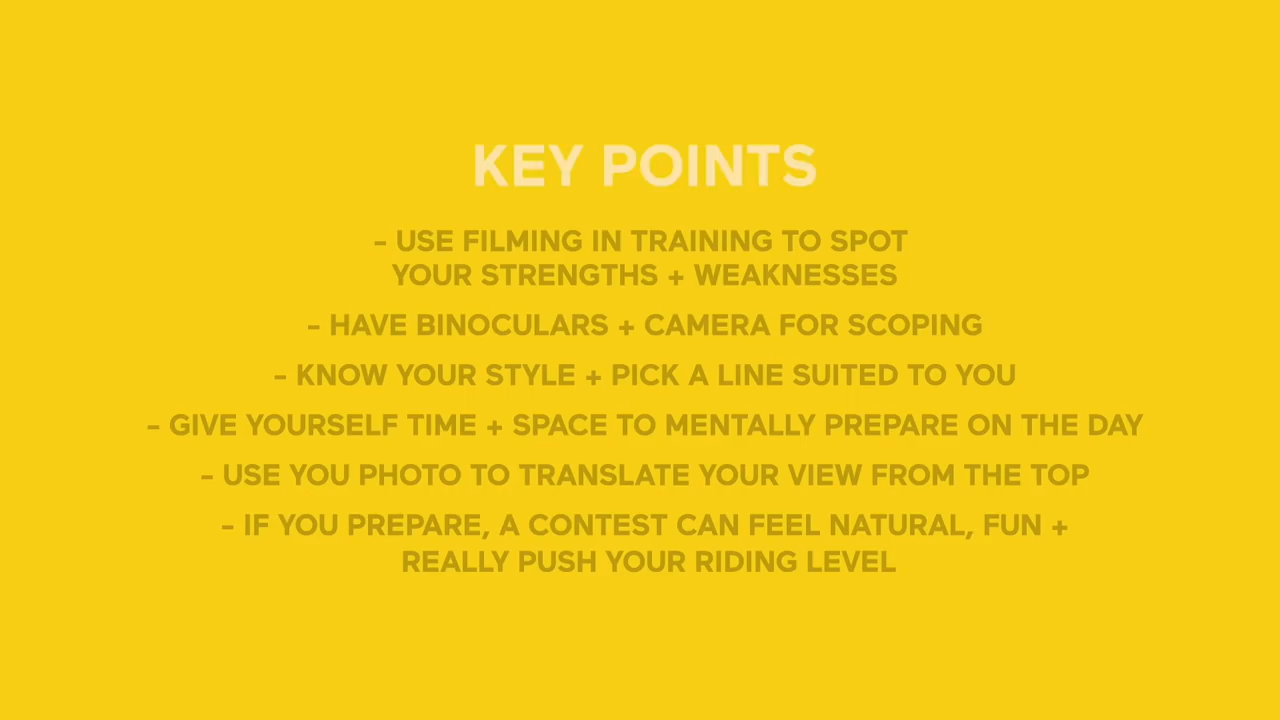 KEY POINTS
- USE FILMING IN TRAINING TO SPOT
YOUR STRENGTHS + WEAKNESSES
- HAVE BINOCULARS + CAMERA FOR SCOPING
- KNOW YOUR STYLE + PICK A LINE SUITED TO YOU
- GIVE YOURSELF TIME + SPACE TO MENTALLY PREPARE ON THE DAY
- USE YOU PHOTO TO TRANSLATE YOUR VIEW FROM THE TOP
- IF YOU PREPARE, A CONTEST CAN FEEL NATURAL, FUN +
REALLY PUSH YOUR RIDING LEVEL